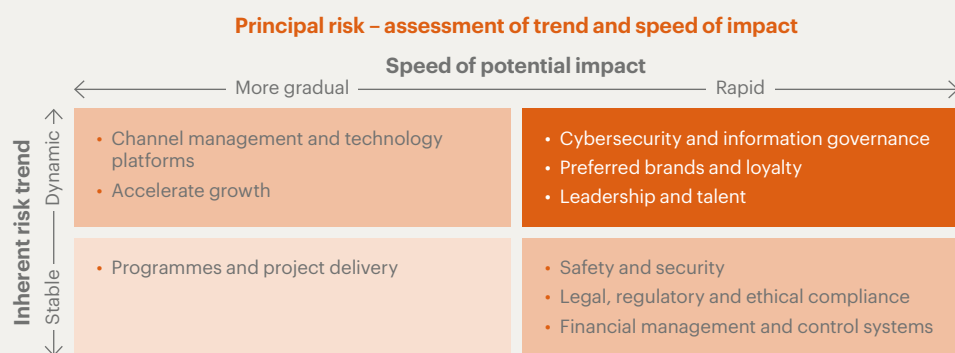 Principal risk – assessment of trend and speed of impact
Speed of potential impact
More gradual
Rapid
Inherent risk trend
Dynamic
Stable
• Channel management and technology
platforms
• Accelerate growth
• Cybersecurity and information governance
• Preferred brands and loyalty
• Leadership and talent
• Programmes and project delivery
• Safety and security
• Legal, regulatory and ethical compliance
• Financial management and control systems